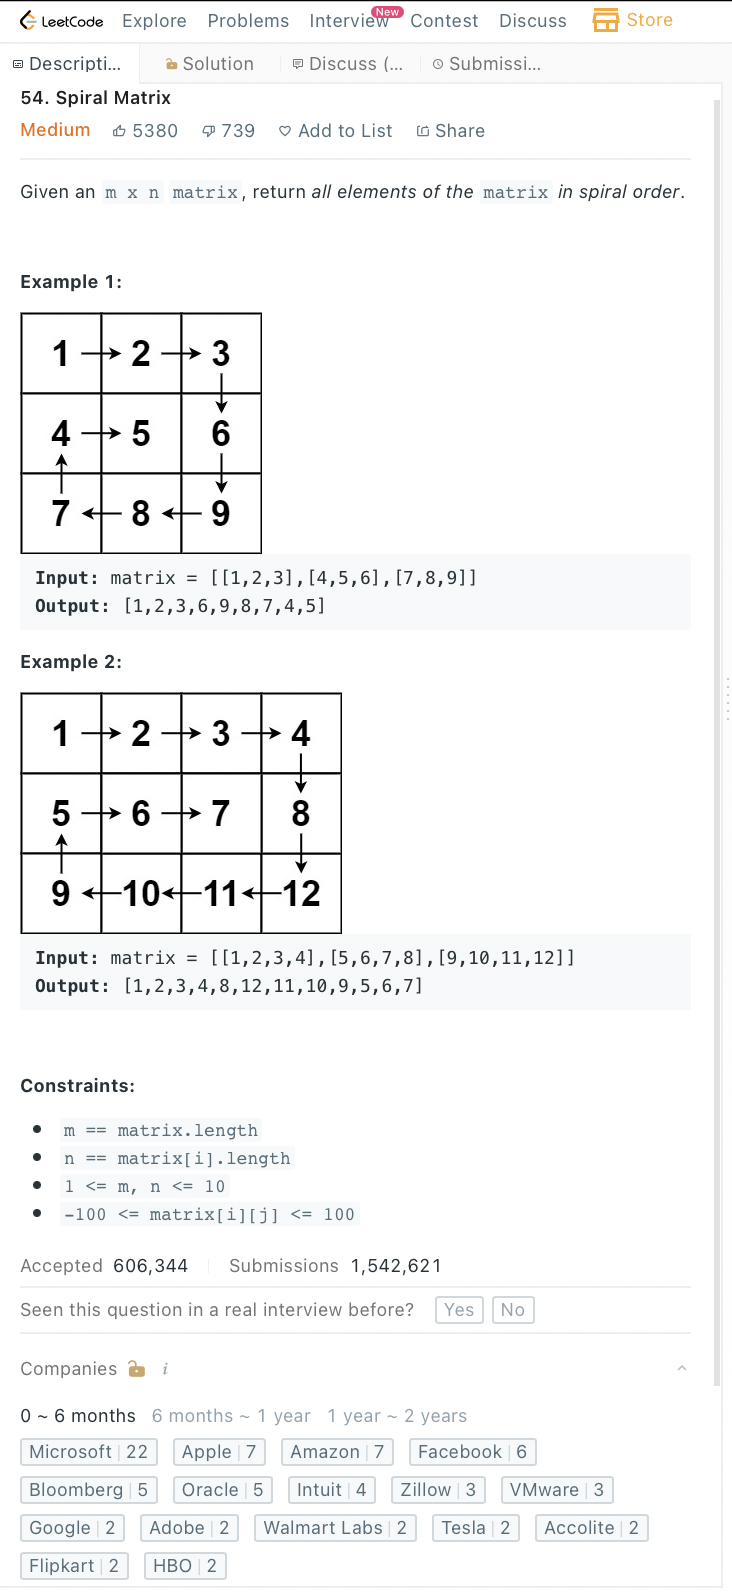 LeetCode Explore Problems Interview New Contest Discuss Store
Descripti... Solution Discuss (... Submissi...
54. Spiral Matrix
Medium 5380 739 Add to List Share
Given an m x n matrix, return all elements of the matrix in spiral order.
Example 1:
1 2 3
4 5 6
7 8 9
Input: matrix = [[1,2,3],[4,5,6],[7,8,9]]
Output: [1,2,3,6,9,8,7,4,5]
Example 2:
1 2 3 4
5 6 7 8
9 10 11 12
Input: matrix = [[1,2,3,4],[5,6,7,8],[9,10,11,12]]
Output: [1,2,3,4,8,12,11,10,9,5,6,7]
Constraints:
• m == matrix.length
• n == matrix[i].length
• 1 <= m, n <= 10
• -100 <= matrix[i][j] <= 100
Accepted 606,344 Submissions 1,542,621
Seen this question in a real interview before? Yes No
Companies i
0 ~ 6 months 6 months ~ 1 year 1 year ~ 2 years
Microsoft | 22 Apple | 7 Amazon | 7 Facebook | 6
Bloomberg | 5 Oracle | 5 Intuit | 4 Zillow | 3 VMware | 3
Google | 2 Adobe | 2 Walmart Labs | 2 Tesla | 2 Accolite | 2
Flipkart | 2 HBO | 2